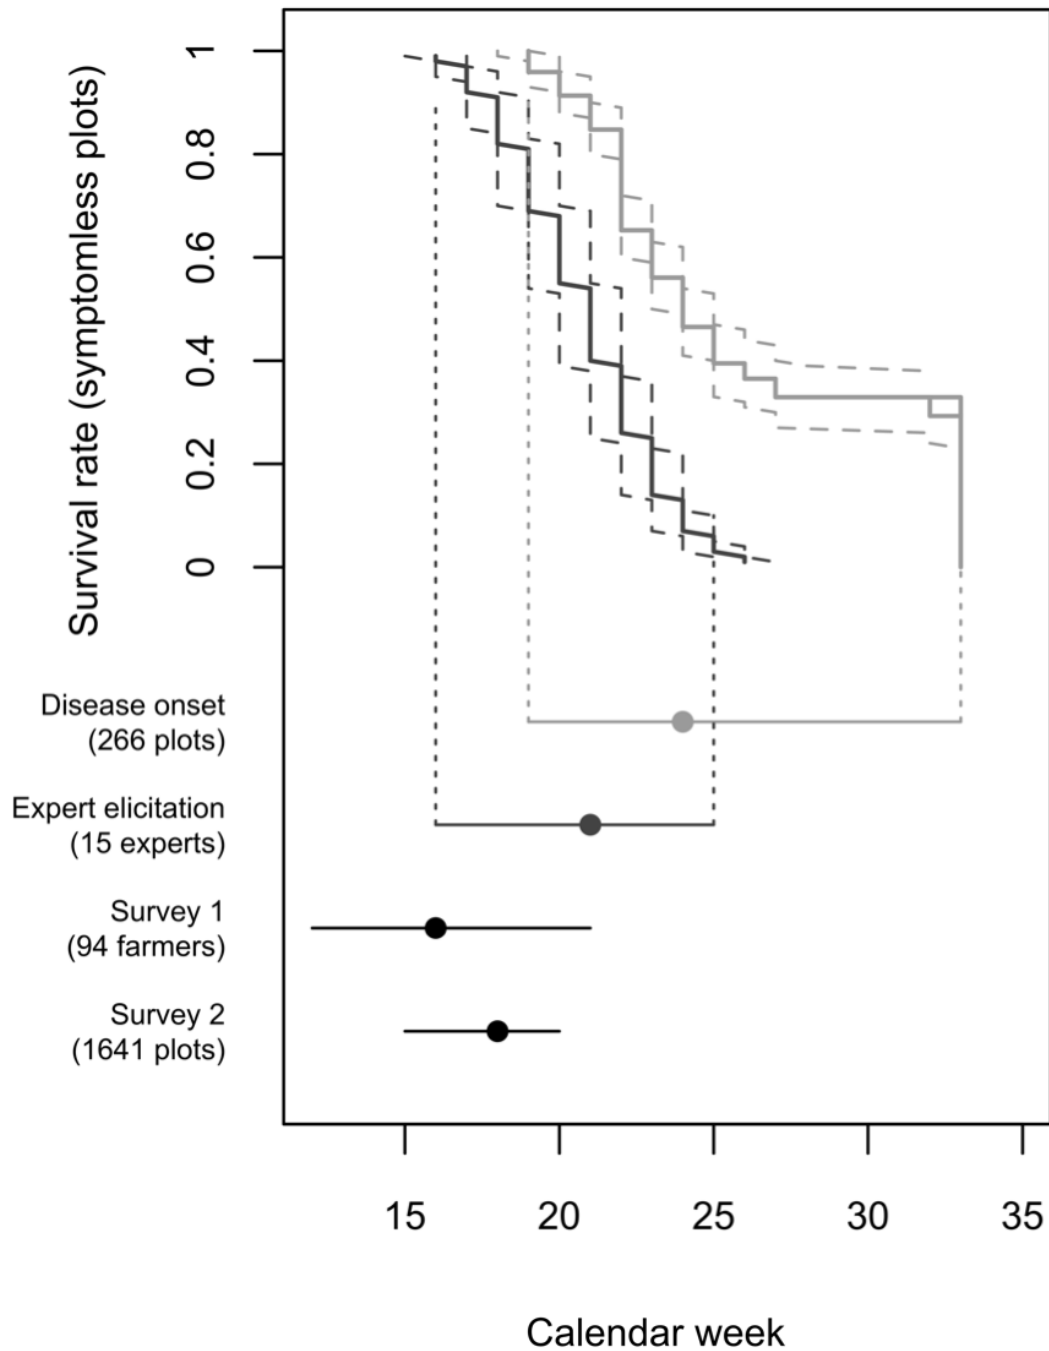 Survival rate (symptomless plots)
1
0.8
0.6
0.4
0.2
0
Disease onset
(266 plots)
Expert elicitation
(15 experts)
Survey 1
(94 farmers)
Survey 2
(1641 plots)
15 20 25 30 35
Calendar week